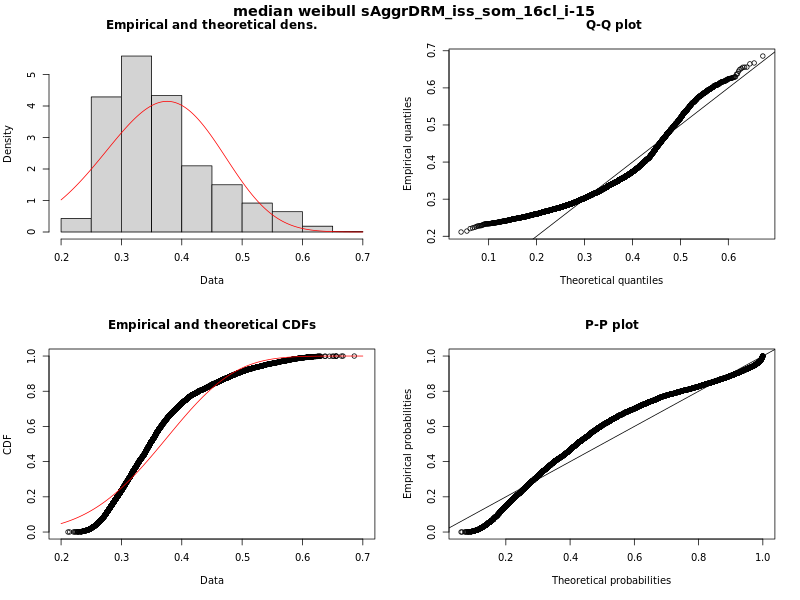 median weibull sAggrDRM_iss_som_16cl_i-15
Empirical and theoretical dens.
Density
0 1 2 3 4 5
0.2 0.3 0.4 0.5 0.6 0.7
Data
Q-Q plot
Empirical quantiles
0.2 0.3 0.4 0.5 0.6 0.7
0.1 0.2 0.3 0.4 0.5 0.6
Theoretical quantiles
Empirical and theoretical CDFs
CDF
0.0 0.2 0.4 0.6 0.8 1.0
0.2 0.3 0.4 0.5 0.6 0.7
Data
P-P plot
Empirical probabilities
0.0 0.2 0.4 0.6 0.8 1.0
0.2 0.4 0.6 0.8 1.0
Theoretical probabilities